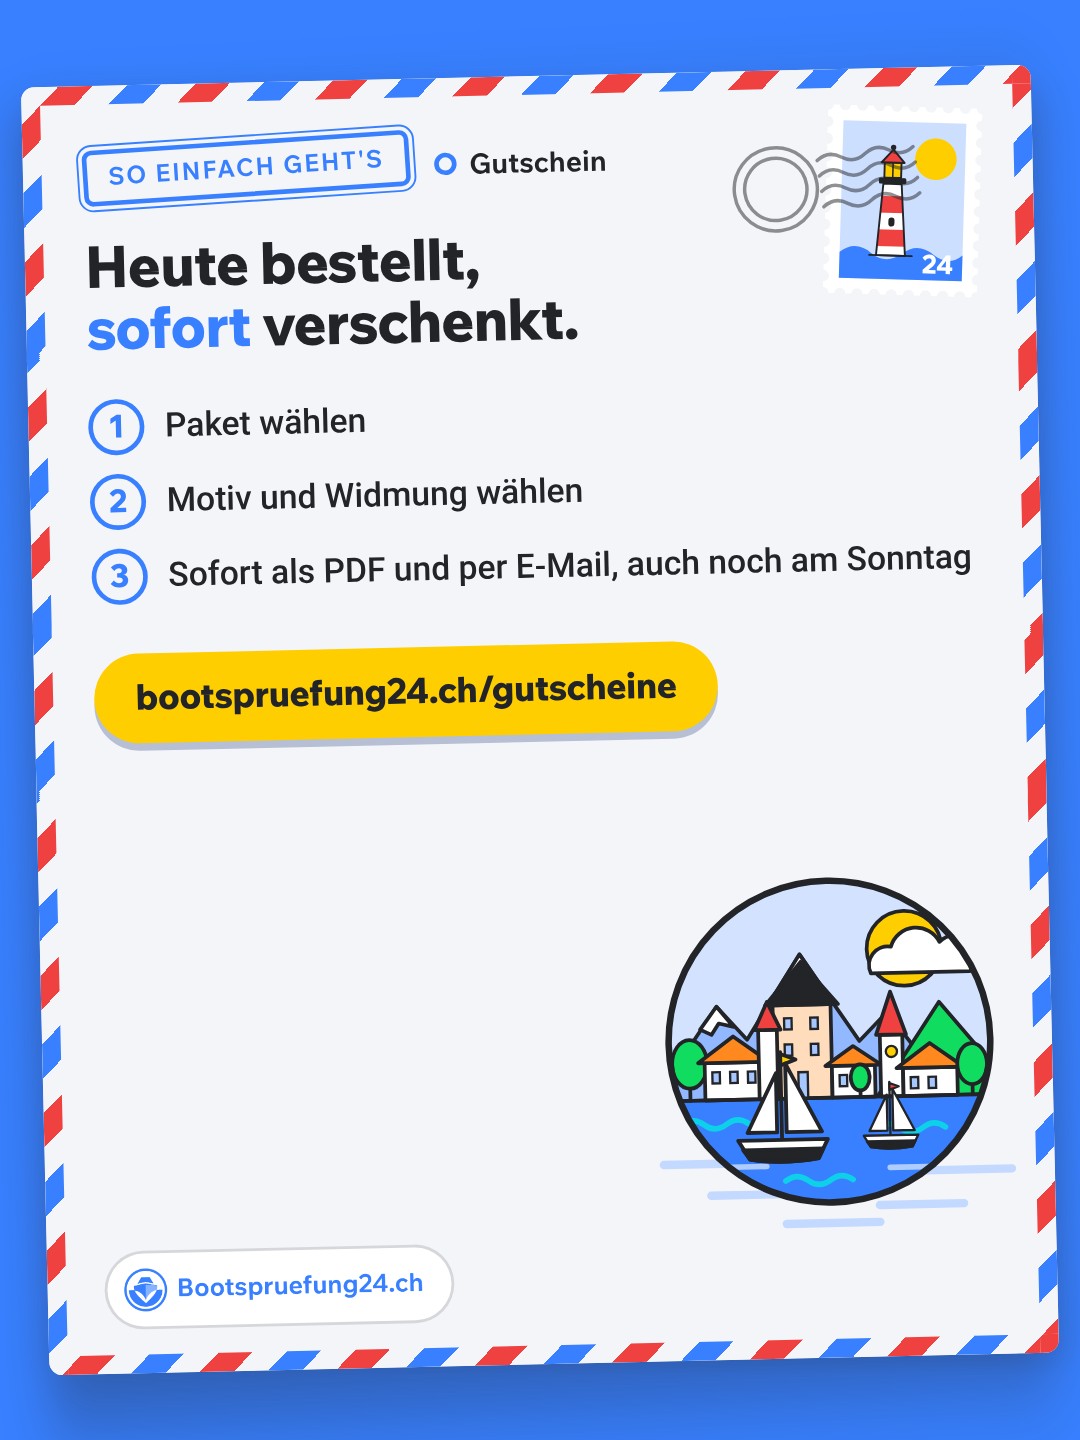 SO EINFACH GEHT'S
Gutschein
24
Heute bestellt,
sofort verschenkt.
1 Paket wählen
2 Motiv und Widmung wählen
3 Sofort als PDF und per E-Mail, auch noch am Sonntag
bootspruefung24.ch/gutscheine
Bootspruefung24.ch